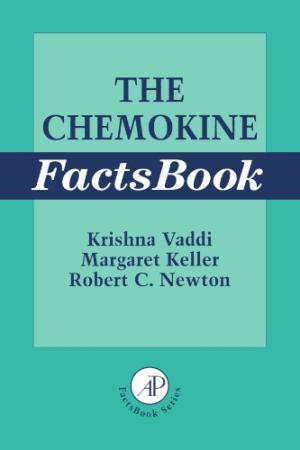 THE
CHEMOKINE
FactsBook
Krishna Vaddi
Margaret Keller
Robert C. Newton
AP
FactsBook Series